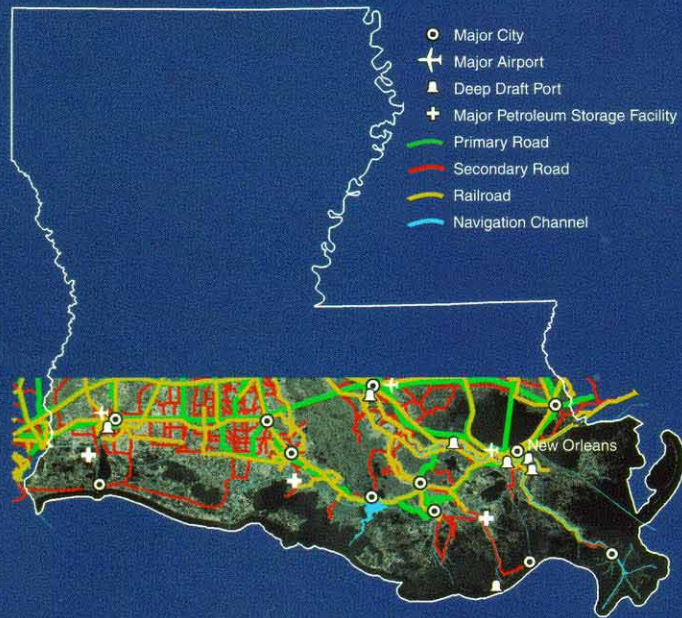 Major City
Major Airport
Deep Draft Port
Major Petroleum Storage Facility
Primary Road
Secondary Road
Railroad
Navigation Channel
New Orleans